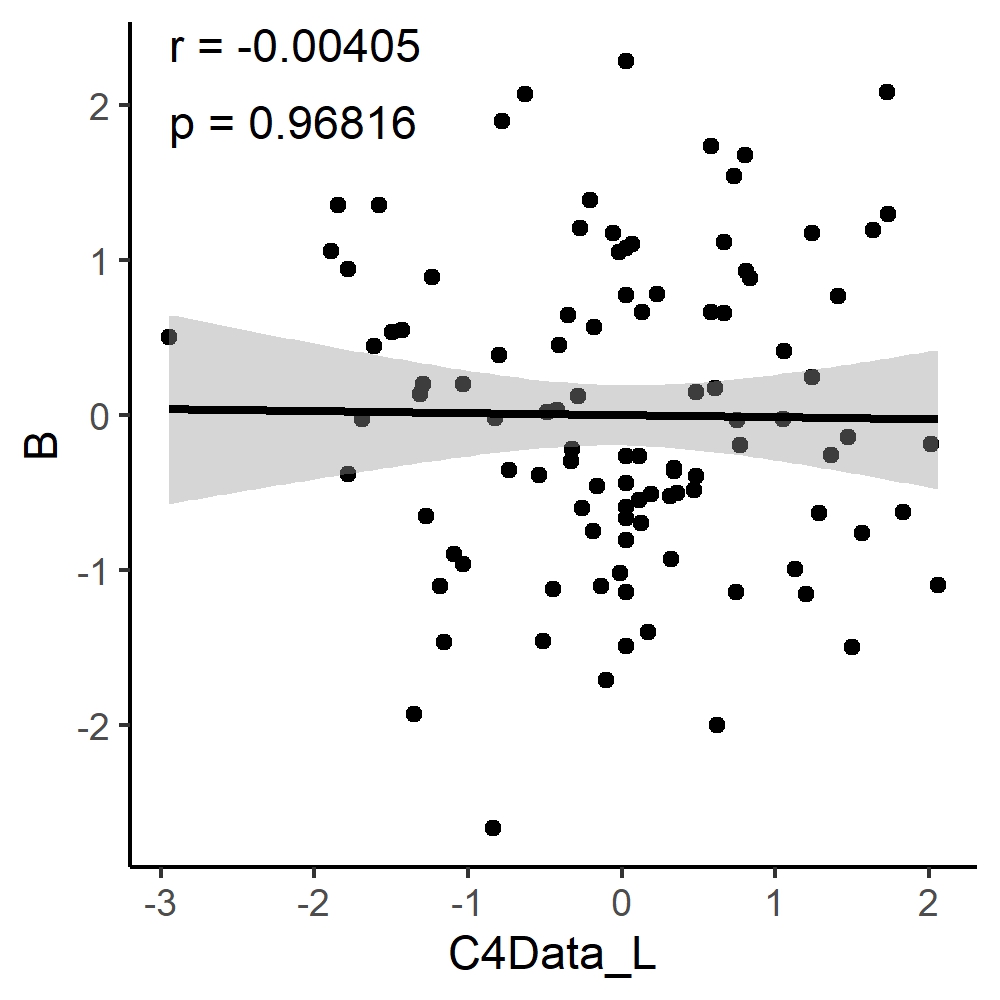 r = -0.00405
p = 0.96816
2
1
0
-1
-2
B
-3 -2 -1 0 1 2
C4Data_L